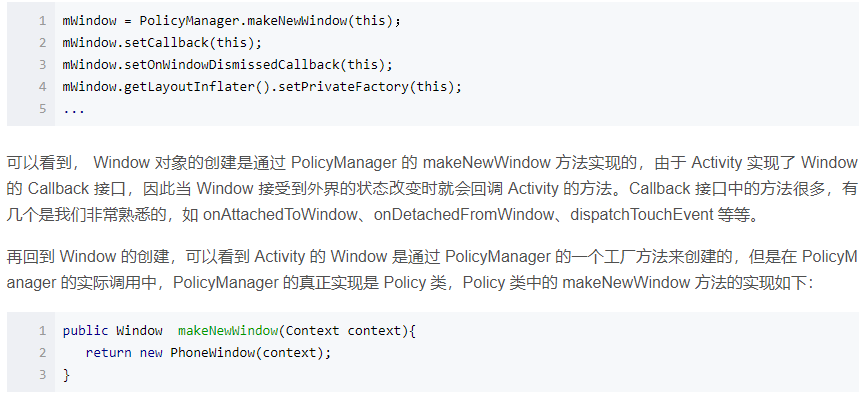 1 mWindow = PolicyManager.makeNewWindow(this);
2 mWindow.setCallback(this);
3 mWindow.setOnWindowDismissedCallback(this);
4 mWindow.getLayoutInflater().setPrivateFactory(this);
5 ...
可以看到， Window 对象的创建是通过 PolicyManager 的 makeNewWindow 方法实现的，由于 Activity 实现了 Window
的 Callback 接口，因此当 Window 接受到外界的状态改变时就会回调 Activity 的方法。Callback 接口中的方法很多，有
几个是我们非常熟悉的，如 onAttachedToWindow、onDetachedFromWindow、dispatchTouchEvent 等等。
再回到 Window 的创建，可以看到 Activity 的 Window 是通过 PolicyManager 的一个工厂方法来创建的，但是在 PolicyM
anager 的实际调用中，PolicyManager 的真正实现是 Policy 类，Policy 类中的 makeNewWindow 方法的实现如下：
1 public Window  makeNewWindow(Context context){
2    return new PhoneWindow(context);
3 }